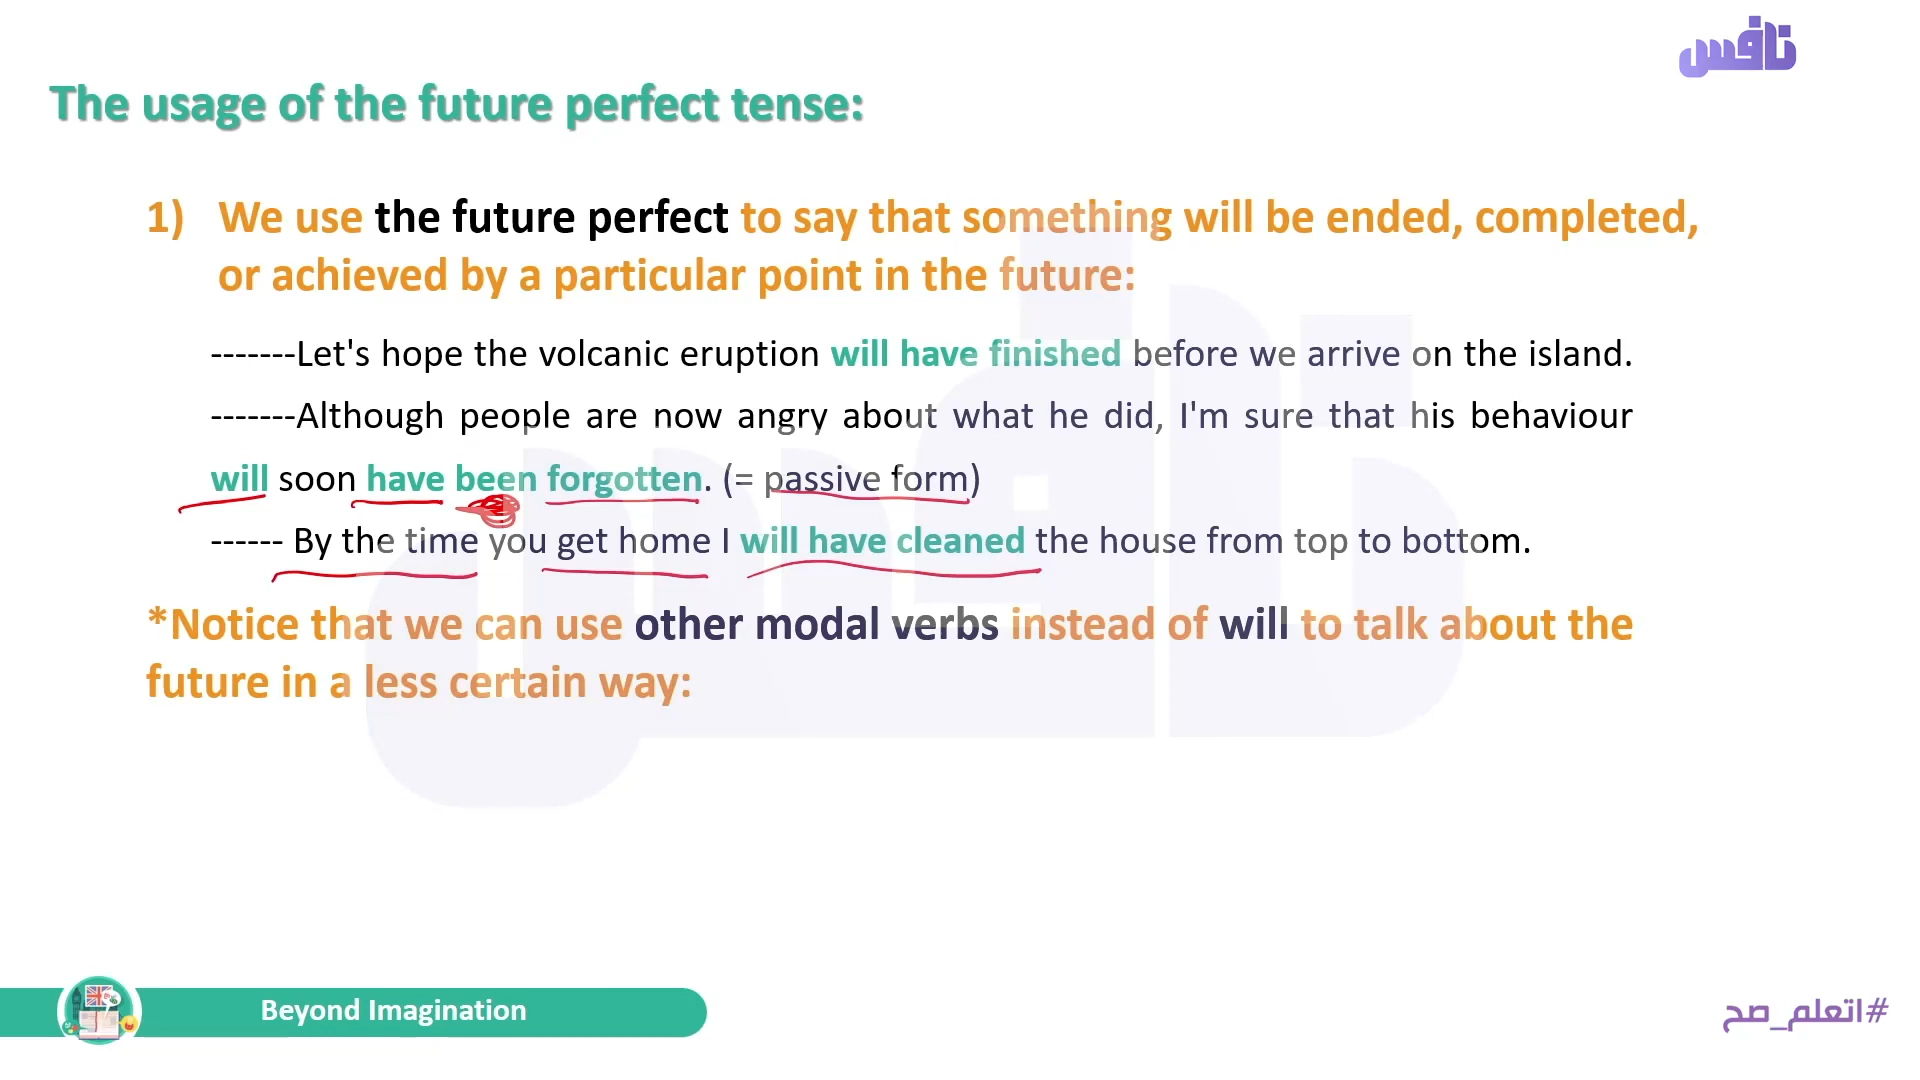 نافس
The usage of the future perfect tense:
1) We use the future perfect to say that something will be ended, completed,
or achieved by a particular point in the future:
-------Let's hope the volcanic eruption will have finished before we arrive on the island.
-------Although people are now angry about what he did, I'm sure that his behaviour
will soon have been forgotten. (= passive form)
------ By the time you get home I will have cleaned the house from top to bottom.
*Notice that we can use other modal verbs instead of will to talk about the
future in a less certain way:
Beyond Imagination
#اتعلم_صح